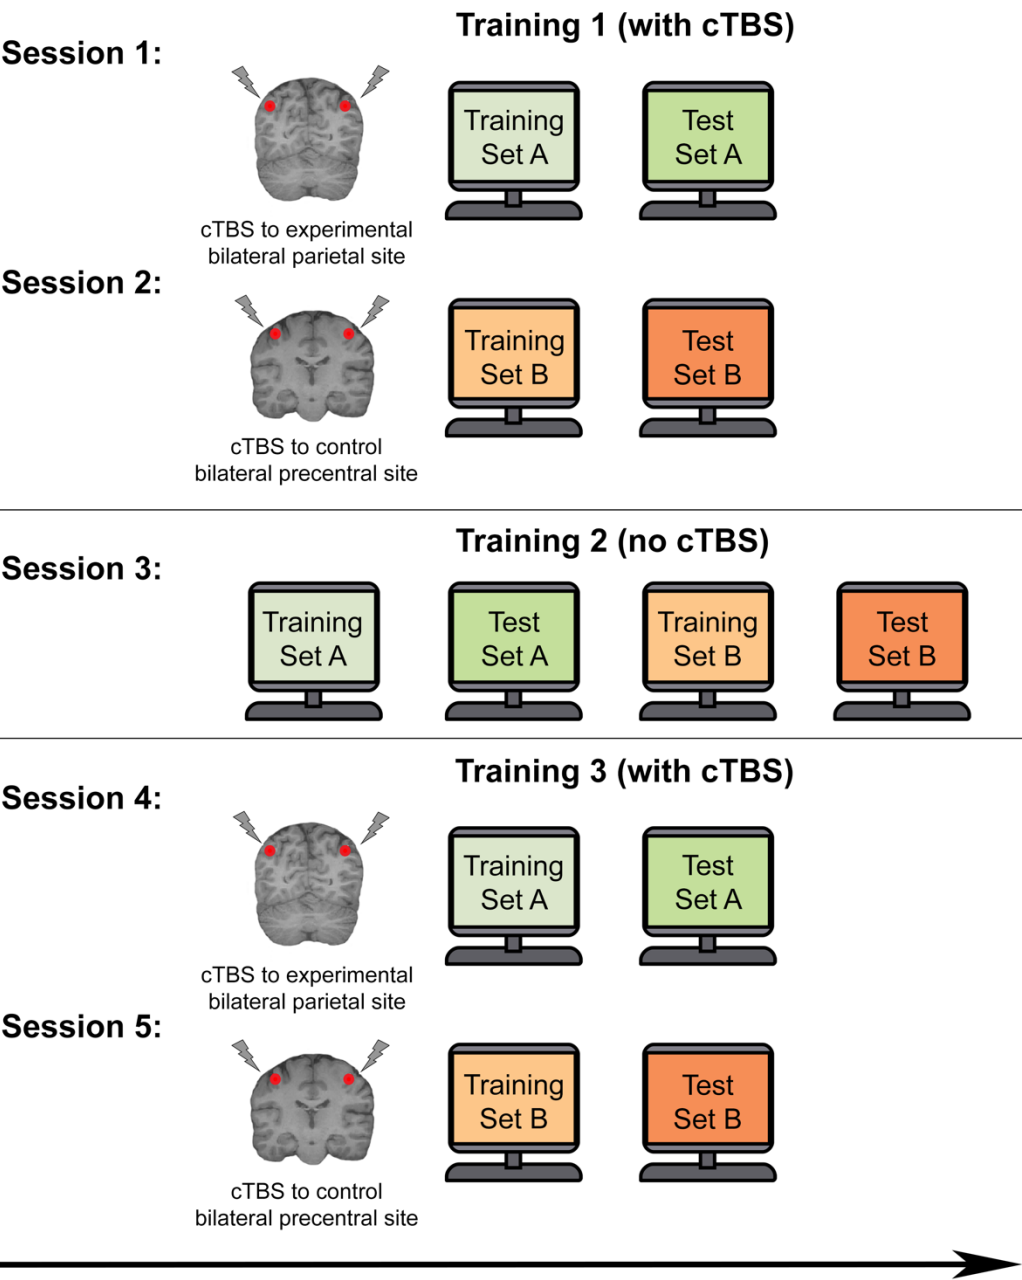 Training 1 (with cTBS)
Session 1:
Training
Set A
Test
Set A
cTBS to experimental
bilateral parietal site
Session 2:
Training
Set B
Test
Set B
cTBS to control
bilateral precentral site
Training 2 (no cTBS)
Session 3:
Training
Set A
Test
Set A
Training
Set B
Test
Set B
Training 3 (with cTBS)
Session 4:
Training
Set A
Test
Set A
cTBS to experimental
bilateral parietal site
Session 5:
Training
Set B
Test
Set B
cTBS to control
bilateral precentral site